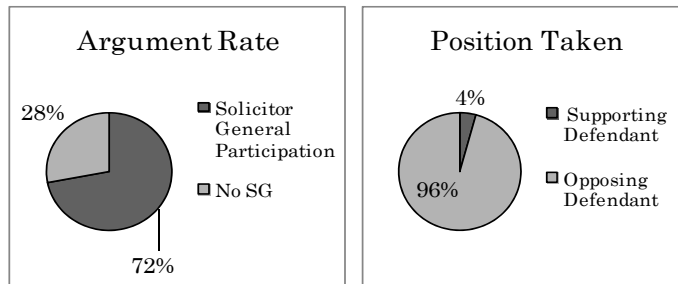 Argument Rate
28%
Solicitor
General
Participation
No SG
72%
Position Taken
4%
Supporting
Defendant
96%
Opposing
Defendant